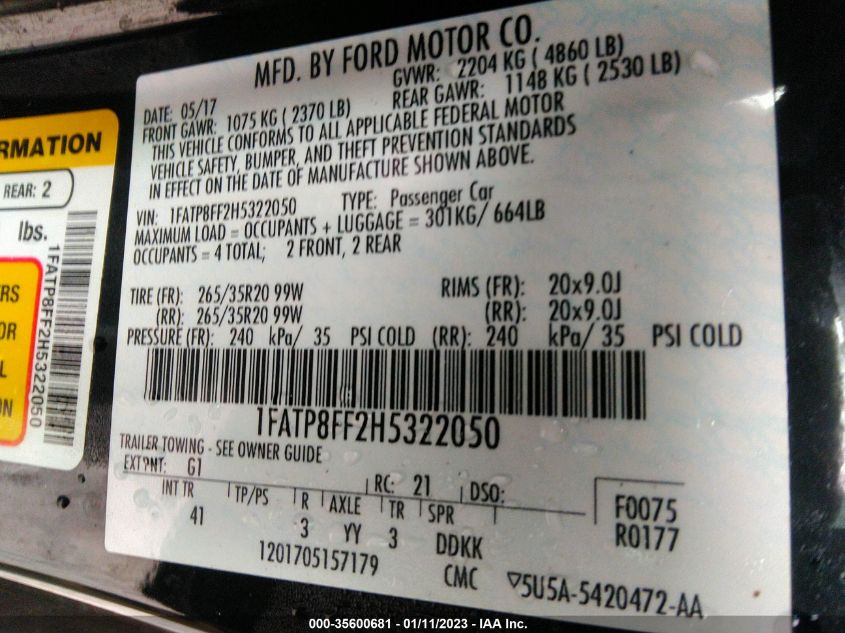 MFD. BY FORD MOTOR CO.
DATE: 05/17
GVWR: 2204 KG ( 4860 LB)
FRONT GAWR: 1075 KG ( 2370 LB)
REAR GAWR: 1148 KG ( 2530 LB)
THIS VEHICLE CONFORMS TO ALL APPLICABLE FEDERAL MOTOR
VEHICLE SAFETY, BUMPER, AND THEFT PREVENTION STANDARDS
IN EFFECT ON THE DATE OF MANUFACTURE SHOWN ABOVE.
VIN: 1FATP8FF2H5322050 TYPE: Passenger Car
MAXIMUM LOAD = OCCUPANTS + LUGGAGE = 301KG/ 664LB
OCCUPANTS = 4 TOTAL; 2 FRONT, 2 REAR
TIRE (FR): 265/35R20 99W RIMS (FR): 20x9.0J
(RR): 265/35R20 99W (RR): 20x9.0J
PRESSURE (FR): 240 kPa/ 35 PSI COLD (RR): 240 kPa/ 35 PSI COLD
1FATP8FF2H5322050
TRAILER TOWING - SEE OWNER GUIDE
EXT PNT: G1 RC: 21 DSO:
INT TR TP/PS R AXLE TR SPR
41 3 YY 3 DDKK
F0075
R0177
1201705157179 CMC ▽5U5A-5420472-AA
REAR: 2
lbs.
1FATP8FF2H5322050
000-35600681 - 01/11/2023 - IAAI Inc.